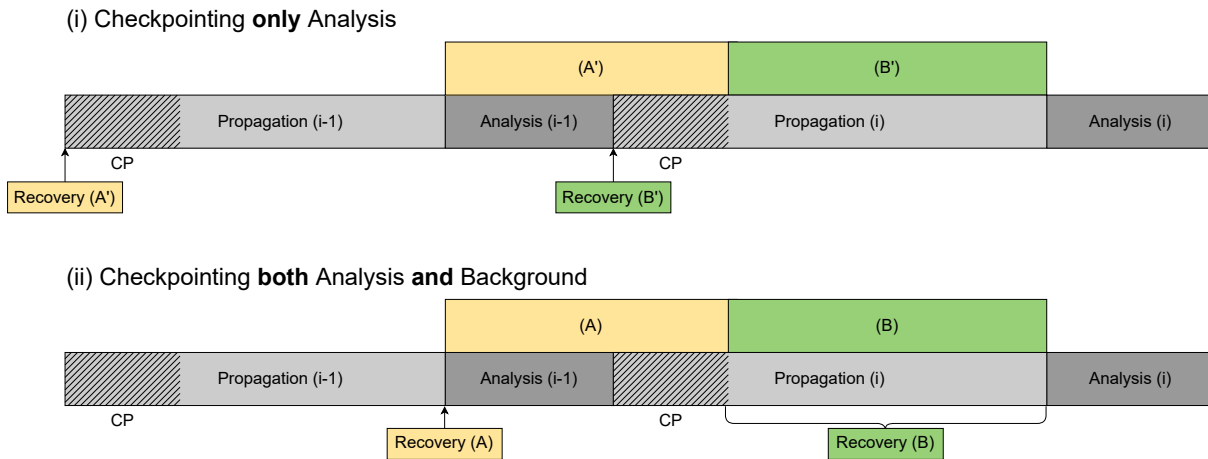 (i) Checkpointing only Analysis
(A') (B')
Propagation (i-1) Analysis (i-1) Propagation (i) Analysis (i)
CP CP
Recovery (A') Recovery (B')
(ii) Checkpointing both Analysis and Background
(A) (B)
Propagation (i-1) Analysis (i-1) Propagation (i) Analysis (i)
CP CP
Recovery (A) Recovery (B)